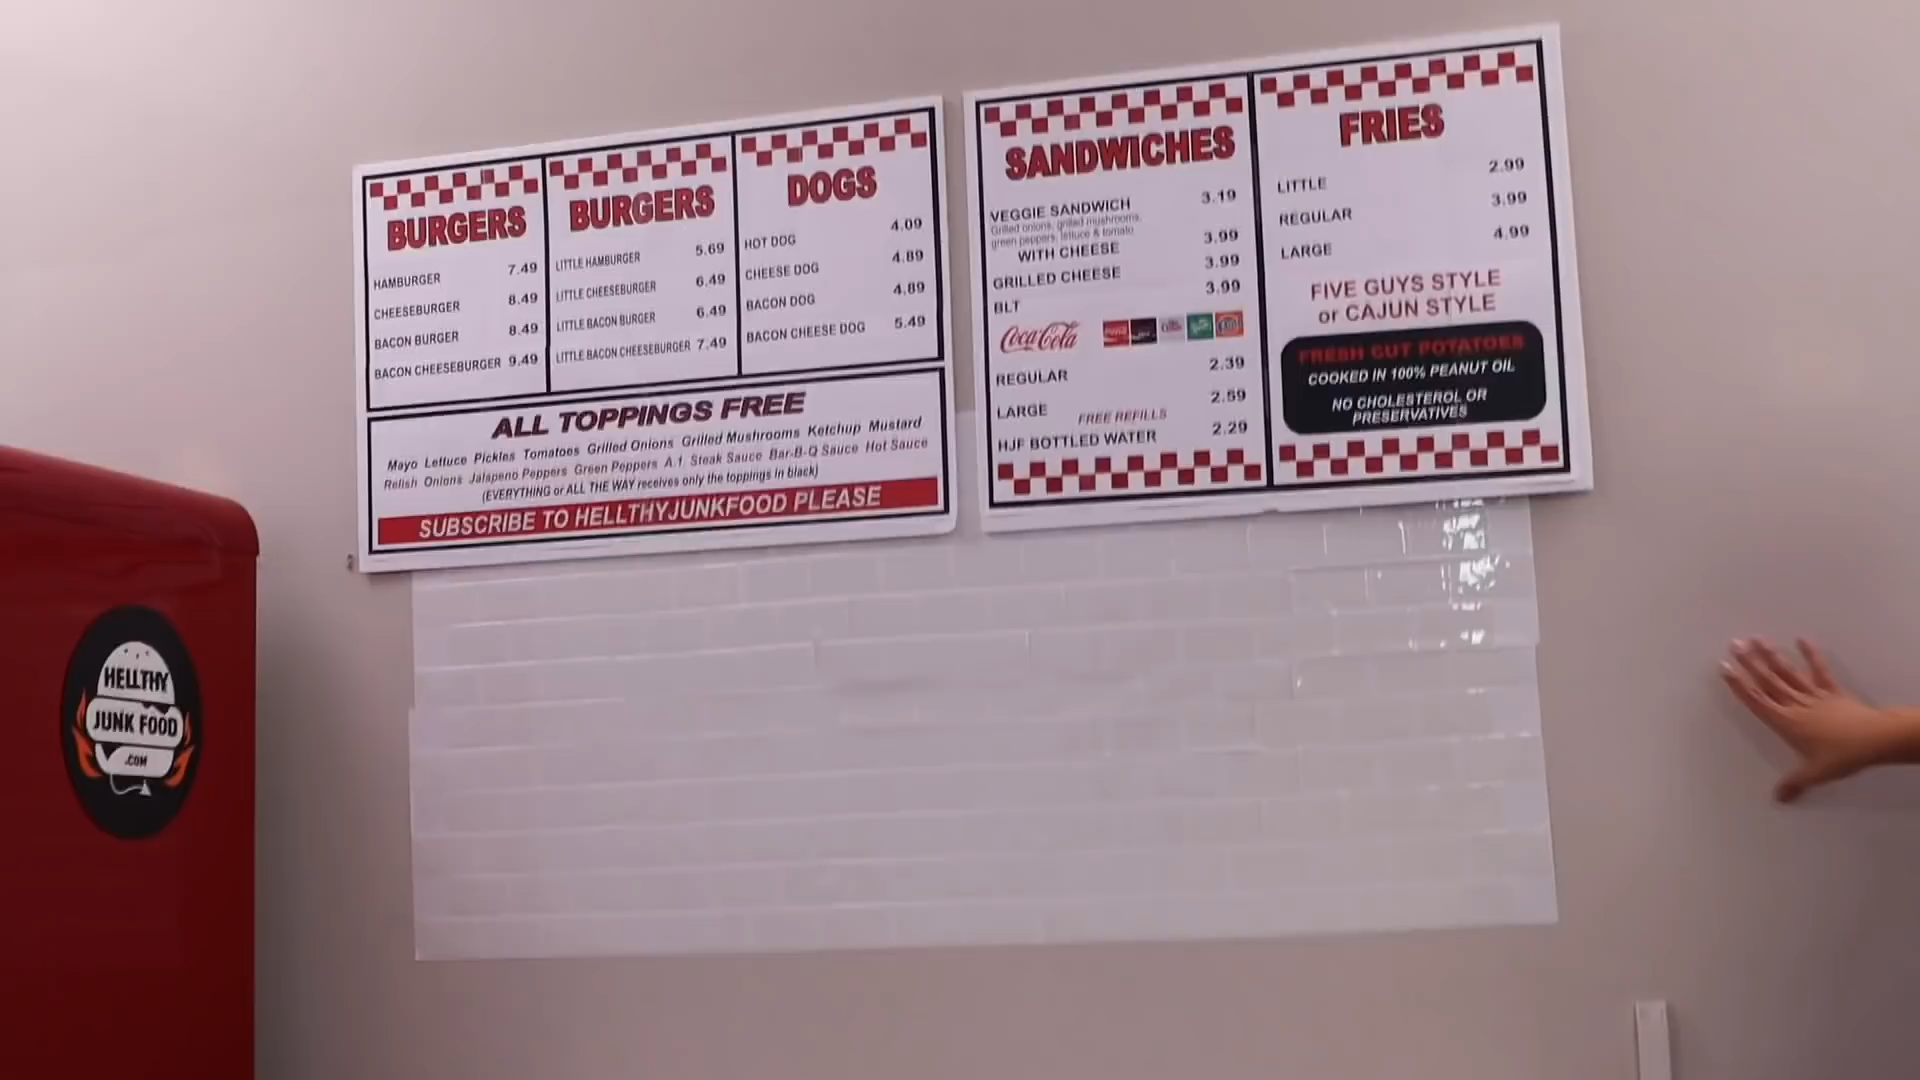 BURGERS
HAMBURGER 7.49
CHEESEBURGER 8.49
BACON BURGER 8.49
BACON CHEESEBURGER 9.49
BURGERS
LITTLE HAMBURGER 5.69
LITTLE CHEESEBURGER 6.49
LITTLE BACON BURGER 6.49
LITTLE BACON CHEESEBURGER 7.49
DOGS
HOT DOG 4.09
CHEESE DOG 4.89
BACON DOG 4.89
BACON CHEESE DOG 5.49
ALL TOPPINGS FREE
Mayo Lettuce Pickles Tomatoes Grilled Onions Grilled Mushrooms Ketchup Mustard
Relish Onions Jalapeno Peppers Green Peppers A.1. Steak Sauce Bar-B-Q Sauce Hot Sauce
(EVERYTHING or ALL THE WAY receives only the toppings in black)
SUBSCRIBE TO HELLTHYJUNKFOOD PLEASE
SANDWICHES
VEGGIE SANDWICH 3.19
Grilled onions, grilled mushrooms,
green peppers, lettuce & tomato
WITH CHEESE 3.99
GRILLED CHEESE 3.99
BLT 3.99
Coca-Cola
REGULAR 2.39
LARGE 2.59
FREE REFILLS
HJF BOTTLED WATER 2.29
FRIES
LITTLE 2.99
REGULAR 3.99
LARGE 4.99
FIVE GUYS STYLE
or CAJUN STYLE
FRESH CUT POTATOES
COOKED IN 100% PEANUT OIL
NO CHOLESTEROL OR
PRESERVATIVES
HELLTHY
JUNK FOOD
.COM